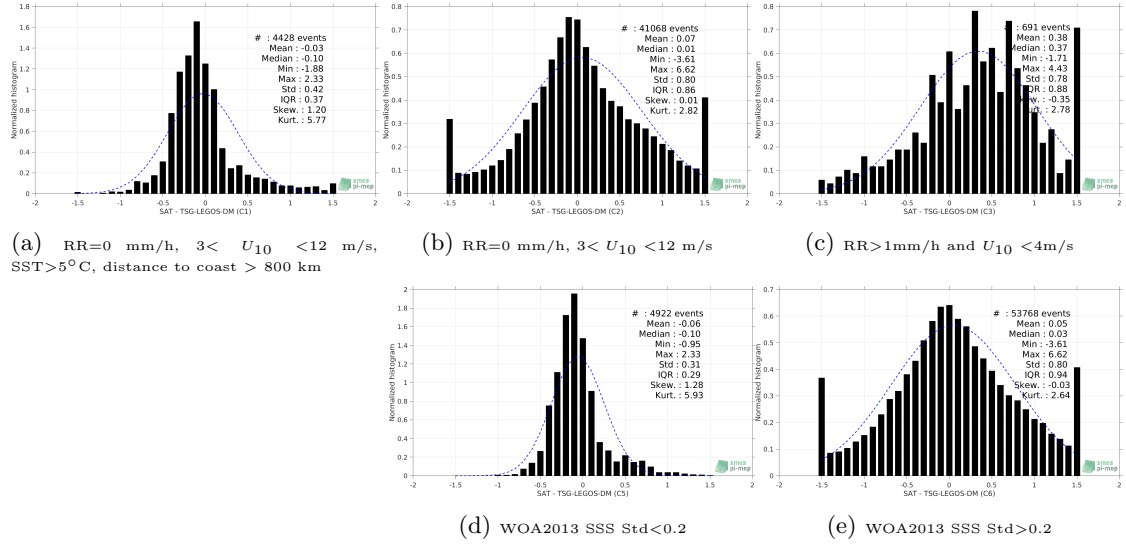 1.8
1.6
1.4
1.2
1
0.8
0.6
0.4
0.2
0
-2 -1.5 -1 -0.5 0 0.5 1 1.5 2
Normalized histogram
# : 4428 events
Mean : -0.03
Median : -0.10
Min : -1.88
Max : 2.33
Std : 0.42
IQR : 0.37
Skew. : 1.20
Kurt. : 5.77
smos
pi-mep
SAT - TSG-LEGOS-DM (C1)
(a) RR=0 mm/h, 3< U10 <12 m/s,
SST>5°C, distance to coast > 800 km
0.8
0.7
0.6
0.5
0.4
0.3
0.2
0.1
0
-2 -1.5 -1 -0.5 0 0.5 1 1.5 2
Normalized histogram
# : 41068 events
Mean : 0.07
Median : 0.01
Min : -3.61
Max : 6.62
Std : 0.80
IQR : 0.86
Skew. : 0.01
Kurt. : 2.82
smos
pi-mep
SAT - TSG-LEGOS-DM (C2)
(b) RR=0 mm/h, 3< U10 <12 m/s
0.8
0.7
0.6
0.5
0.4
0.3
0.2
0.1
0
-2 -1.5 -1 -0.5 0 0.5 1 1.5 2
Normalized histogram
# : 691 events
Mean : 0.38
Median : 0.37
Min : -1.71
Max : 4.43
Std : 0.78
IQR : 0.88
Skew. : -0.35
Kurt. : 2.78
smos
pi-mep
SAT - TSG-LEGOS-DM (C3)
(c) RR>1mm/h and U10 <4m/s
2
1.8
1.6
1.4
1.2
1
0.8
0.6
0.4
0.2
0
-2 -1.5 -1 -0.5 0 0.5 1 1.5 2
Normalized histogram
# : 4922 events
Mean : -0.06
Median : -0.10
Min : -0.95
Max : 2.33
Std : 0.31
IQR : 0.29
Skew. : 1.28
Kurt. : 5.93
smos
pi-mep
SAT - TSG-LEGOS-DM (C5)
(d) WOA2013 SSS Std<0.2
0.7
0.6
0.5
0.4
0.3
0.2
0.1
0
-2 -1.5 -1 -0.5 0 0.5 1 1.5 2
Normalized histogram
# : 53768 events
Mean : 0.05
Median : 0.03
Min : -3.61
Max : 6.62
Std : 0.80
IQR : 0.94
Skew. : -0.03
Kurt. : 2.64
smos
pi-mep
SAT - TSG-LEGOS-DM (C6)
(e) WOA2013 SSS Std>0.2